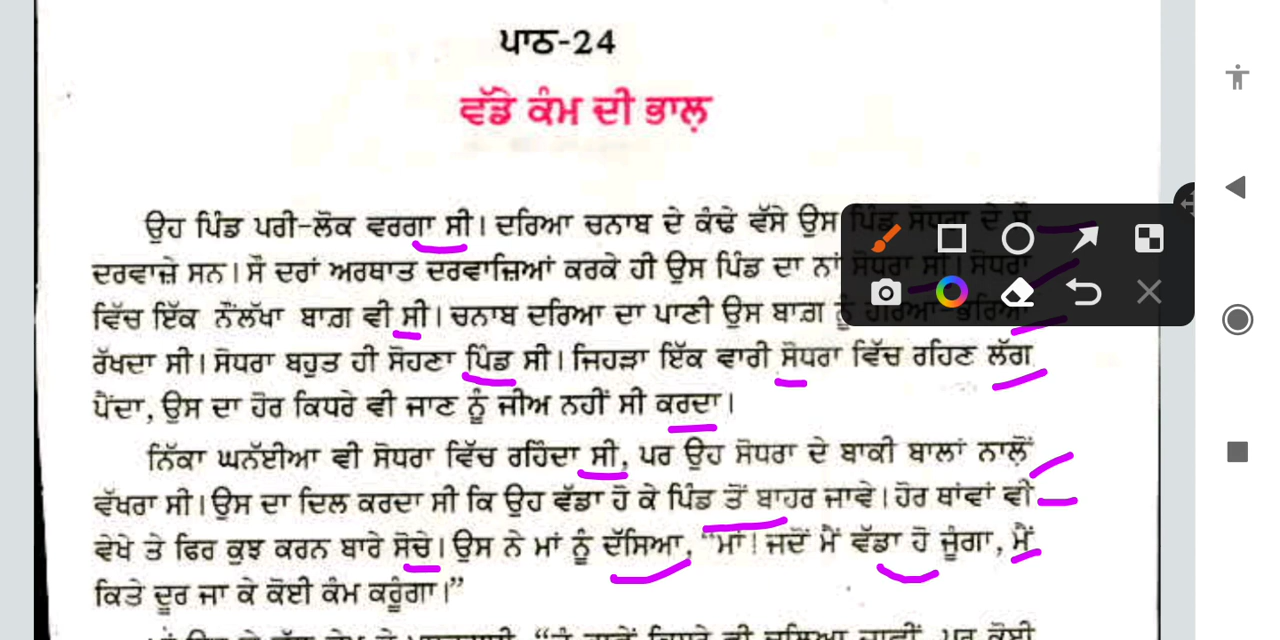 ਪਾਠ-24
ਵੱਡੇ ਕੰਮ ਦੀ ਭਾਲ਼
ਉਹ ਪਿੰਡ ਪਰੀ-ਲੋਕ ਵਰਗਾ ਸੀ। ਦਰਿਆ ਚਨਾਬ ਦੇ ਕੰਢੇ ਵੱਸੇ ਉਸ ਪਿੰਡ ਸੋਧਰਾ ਦੇ ਸੌ
ਦਰਵਾਜ਼ੇ ਸਨ। ਸੌ ਦਰਾਂ ਅਰਥਾਤ ਦਰਵਾਜ਼ਿਆਂ ਕਰਕੇ ਹੀ ਉਸ ਪਿੰਡ ਦਾ ਨਾਂ ਸੋਧਰਾ ਸੀ। ਸੋਧਰਾ
ਵਿੱਚ ਇੱਕ ਨੌਲੱਖਾ ਬਾਗ਼ ਵੀ ਸੀ। ਚਨਾਬ ਦਰਿਆ ਦਾ ਪਾਣੀ ਉਸ ਬਾਗ਼ ਨੂੰ ਹਰਿਆ-ਭਰਿਆ
ਰੱਖਦਾ ਸੀ। ਸੋਧਰਾ ਬਹੁਤ ਹੀ ਸੋਹਣਾ ਪਿੰਡ ਸੀ। ਜਿਹੜਾ ਇੱਕ ਵਾਰੀ ਸੋਧਰਾ ਵਿੱਚ ਰਹਿਣ ਲੱਗ
ਪੈਂਦਾ, ਉਸ ਦਾ ਹੋਰ ਕਿਧਰੇ ਵੀ ਜਾਣ ਨੂੰ ਜੀਅ ਨਹੀਂ ਸੀ ਕਰਦਾ।
ਨਿੱਕਾ ਘਨੱਈਆ ਵੀ ਸੋਧਰਾ ਵਿੱਚ ਰਹਿੰਦਾ ਸੀ, ਪਰ ਉਹ ਸੋਧਰਾ ਦੇ ਬਾਕੀ ਬਾਲਾਂ ਨਾਲ਼ੋਂ
ਵੱਖਰਾ ਸੀ। ਉਸ ਦਾ ਦਿਲ ਕਰਦਾ ਸੀ ਕਿ ਉਹ ਵੱਡਾ ਹੋ ਕੇ ਪਿੰਡ ਤੋਂ ਬਾਹਰ ਜਾਵੇ। ਹੋਰ ਥਾਂਵਾਂ ਵੀ
ਵੇਖੇ ਤੇ ਫਿਰ ਕੁਝ ਕਰਨ ਬਾਰੇ ਸੋਚੇ। ਉਸ ਨੇ ਮਾਂ ਨੂੰ ਦੱਸਿਆ, “ਮਾਂ! ਜਦੋਂ ਮੈਂ ਵੱਡਾ ਹੋ ਜੂੰਗਾ, ਮੈਂ
ਕਿਤੇ ਦੂਰ ਜਾ ਕੇ ਕੋਈ ਕੰਮ ਕਰੂੰਗਾ।”